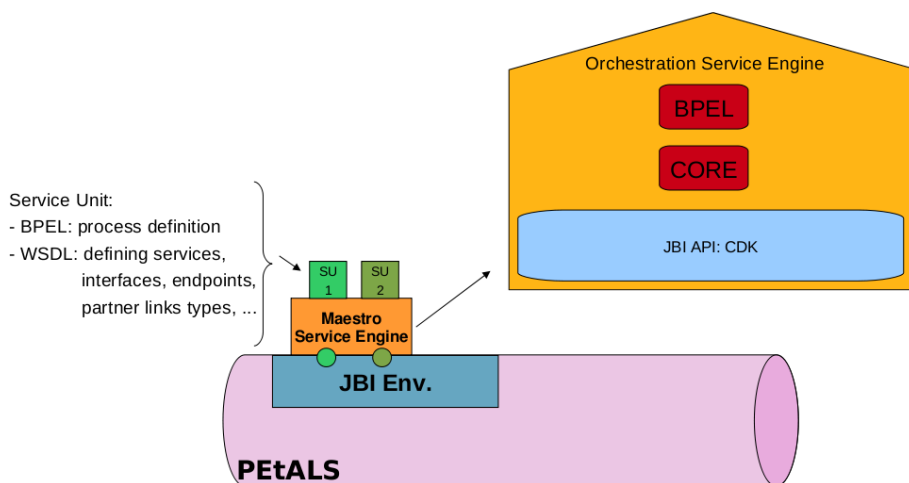 Orchestration Service Engine
BPEL
CORE
JBI API: CDK
Service Unit:
- BPEL: process definition
- WSDL: defining services,
interfaces, endpoints,
partner links types, ...
SU
1
SU
2
Maestro
Service Engine
JBI Env.
PEtALS